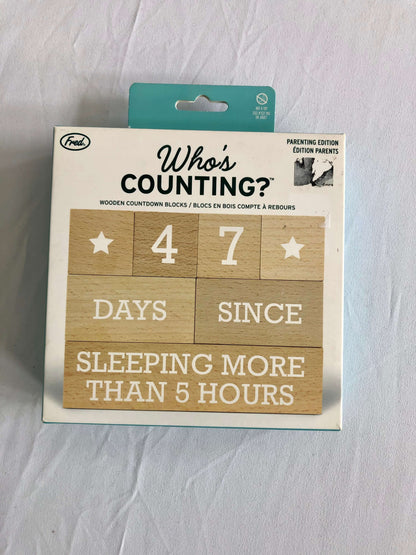 Fred.
Who's
COUNTING?™
WOODEN COUNTDOWN BLOCKS / BLOCS EN BOIS COMPTE À REBOURS
PARENTING EDITION
ÉDITION PARENTS
4 7
DAYS SINCE
SLEEPING MORE
THAN 5 HOURS